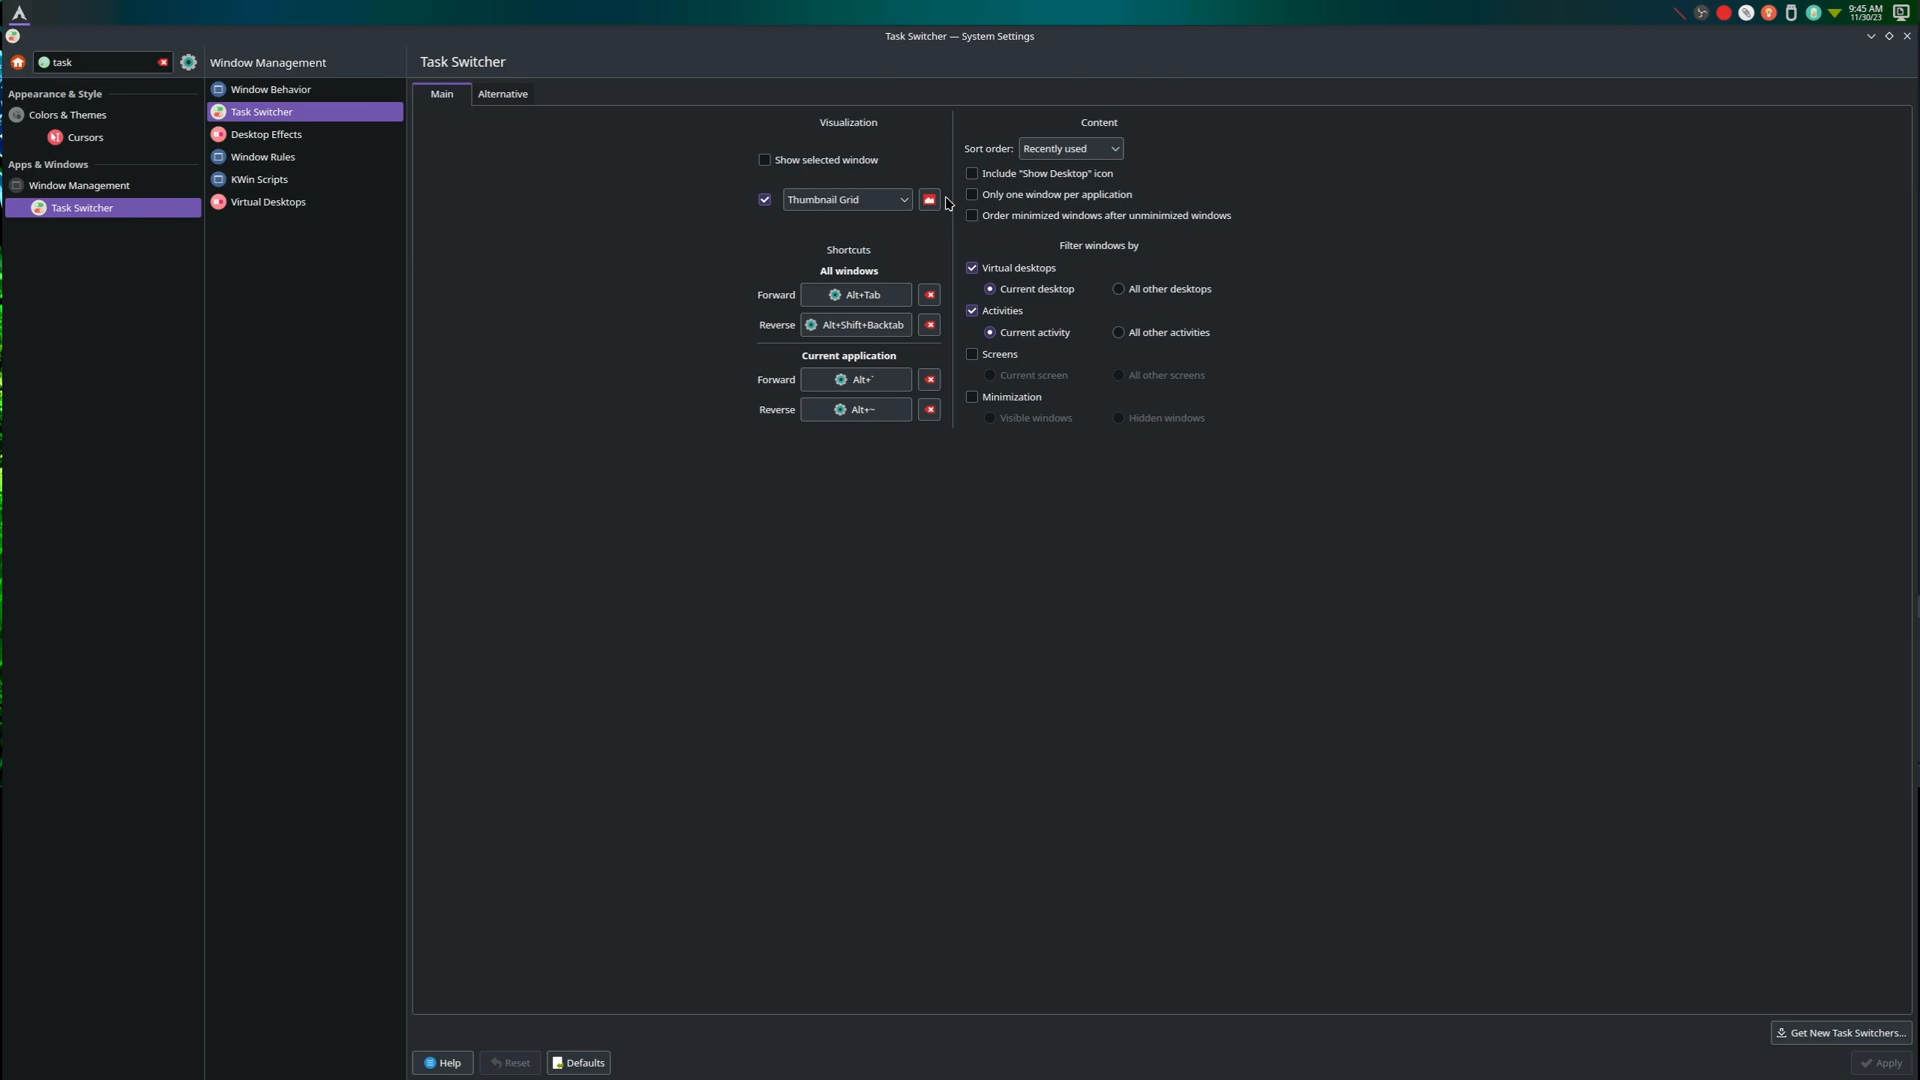 9:45 AM
11/30/23
Task Switcher — System Settings
task
Window Management
Task Switcher
Appearance & Style
Colors & Themes
Cursors
Apps & Windows
Window Management
Task Switcher
Window Behavior
Task Switcher
Desktop Effects
Window Rules
KWin Scripts
Virtual Desktops
Main
Alternative
Visualization
Show selected window
Thumbnail Grid
Shortcuts
All windows
Forward Alt+Tab
Reverse Alt+Shift+Backtab
Current application
Forward Alt+`
Reverse Alt+~
Content
Sort order: Recently used
Include "Show Desktop" icon
Only one window per application
Order minimized windows after unminimized windows
Filter windows by
Virtual desktops
Current desktop All other desktops
Activities
Current activity All other activities
Screens
Current screen All other screens
Minimization
Visible windows Hidden windows
Get New Task Switchers...
Help
Reset
Defaults
Apply